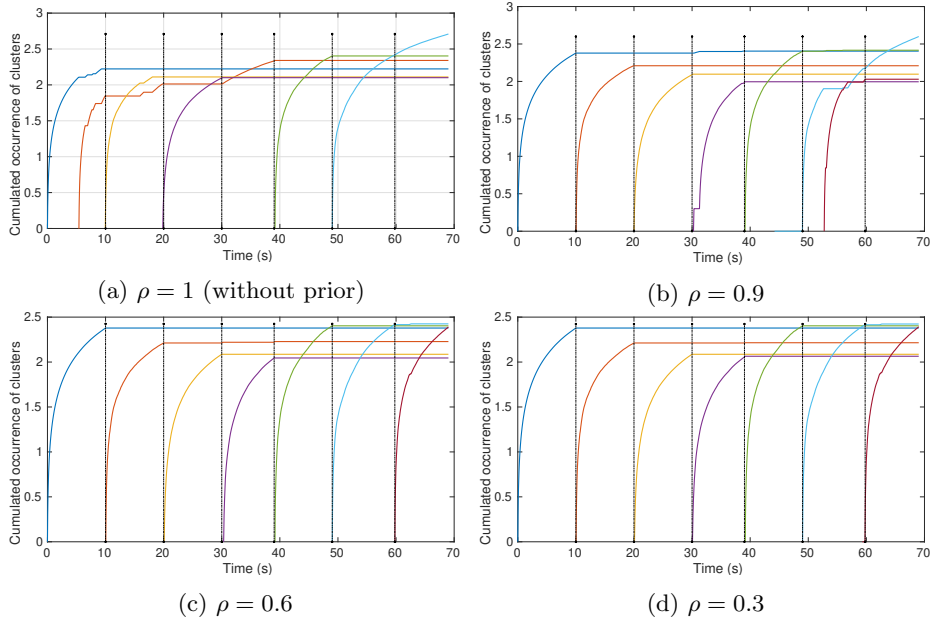 Cumulated occurrence of clusters
3
2.5
2
1.5
1
0.5
0
0 10 20 30 40 50 60 70
Time (s)
(a) ρ = 1 (without prior)
Cumulated occurrence of clusters
3
2.5
2
1.5
1
0.5
0
0 10 20 30 40 50 60 70
Time (s)
(b) ρ = 0.9
Cumulated occurrence of clusters
2.5
2
1.5
1
0.5
0
0 10 20 30 40 50 60 70
Time (s)
(c) ρ = 0.6
Cumulated occurrence of clusters
2.5
2
1.5
1
0.5
0
0 10 20 30 40 50 60 70
Time (s)
(d) ρ = 0.3